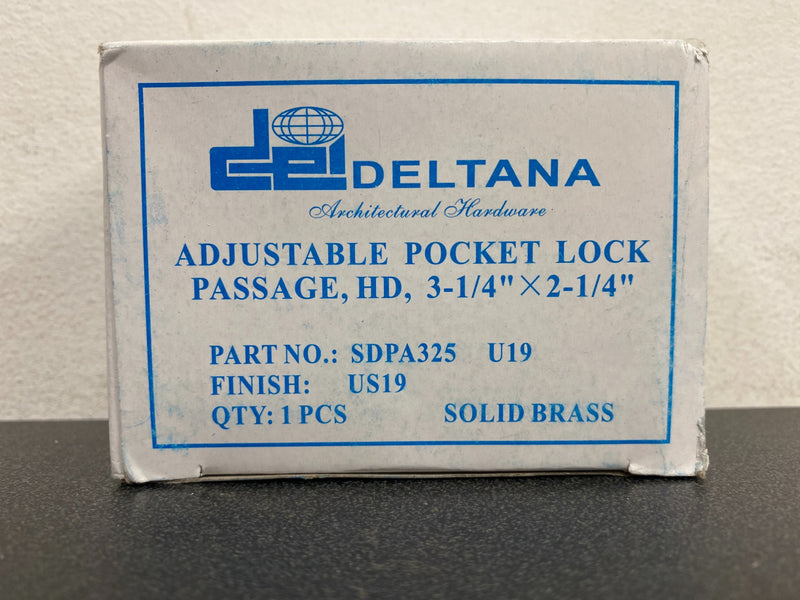 del DELTANA
Architectural Hardware
ADJUSTABLE POCKET LOCK
PASSAGE, HD, 3-1/4"×2-1/4"
PART NO.: SDPA325 U19
FINISH: US19
QTY: 1 PCS SOLID BRASS